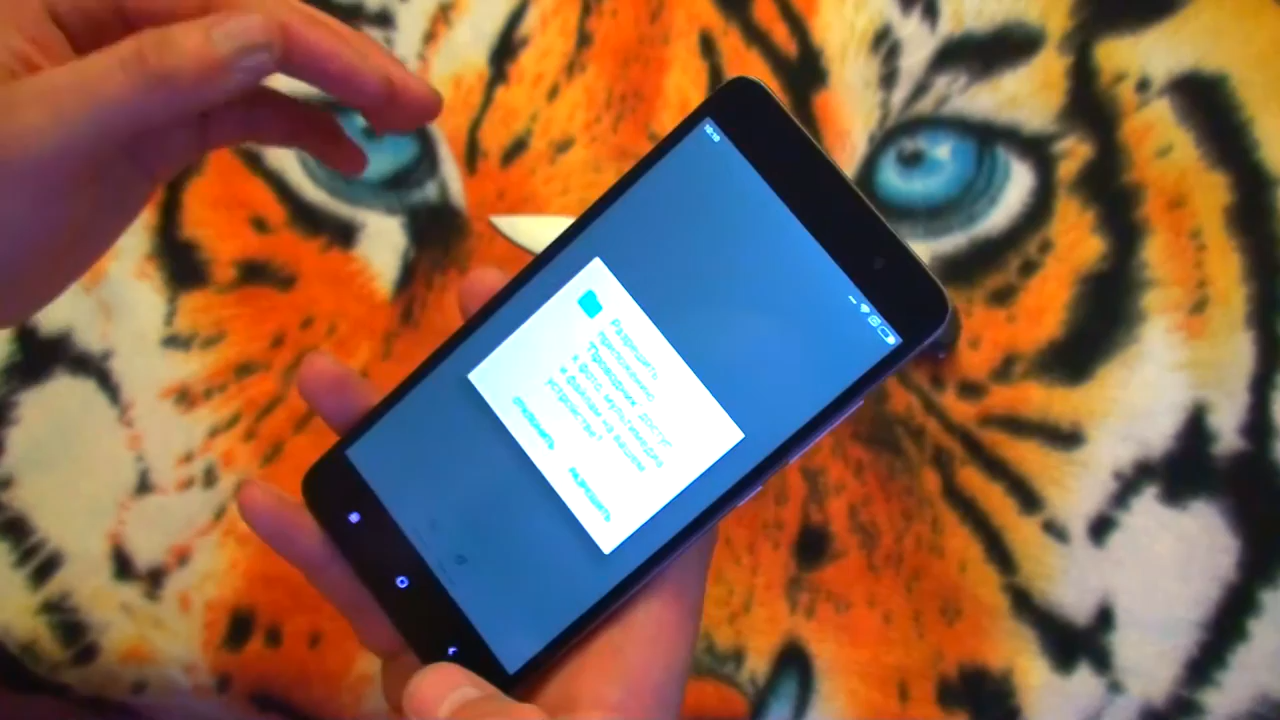 Разрешить
приложению
Проводник доступ
к фото, мультимедиа
и файлам на вашем
устройстве?
ОТКЛОНИТЬ
РАЗРЕШИТЬ